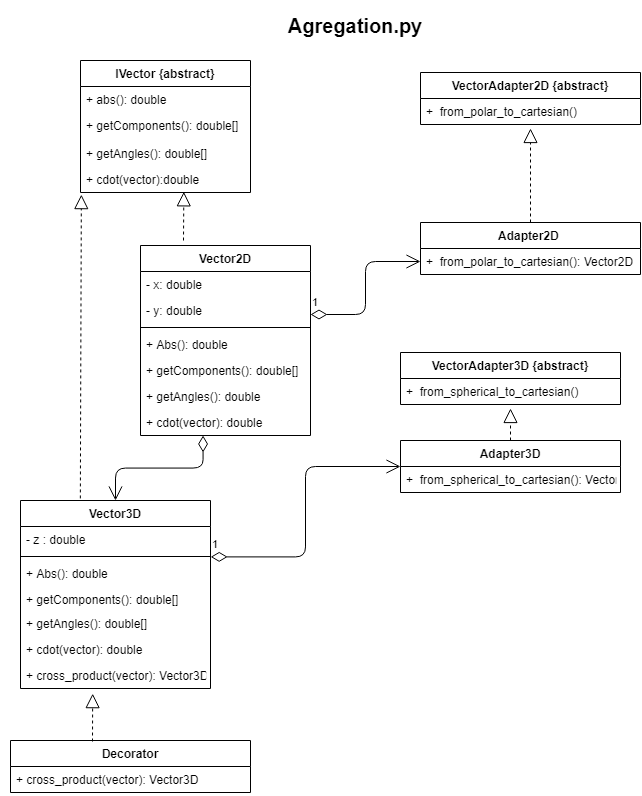 Agregation.py
IVector {abstract}
+ abs(): double
+ getComponents(): double[]
+ getAngles(): double[]
+ cdot(vector):double
VectorAdapter2D {abstract}
+ from_polar_to_cartesian()
Adapter2D
+ from_polar_to_cartesian(): Vector2D
Vector2D
- x: double
- y: double
+ Abs(): double
+ getComponents(): double[]
+ getAngles(): double
+ cdot(vector): double
1
VectorAdapter3D {abstract}
+ from_spherical_to_cartesian()
Adapter3D
+ from_spherical_to_cartesian(): Vector
Vector3D
- z : double
+ Abs(): double
+ getComponents(): double[]
+ getAngles(): double[]
+ cdot(vector): double
+ cross_product(vector): Vector3D
1
Decorator
+ cross_product(vector): Vector3D